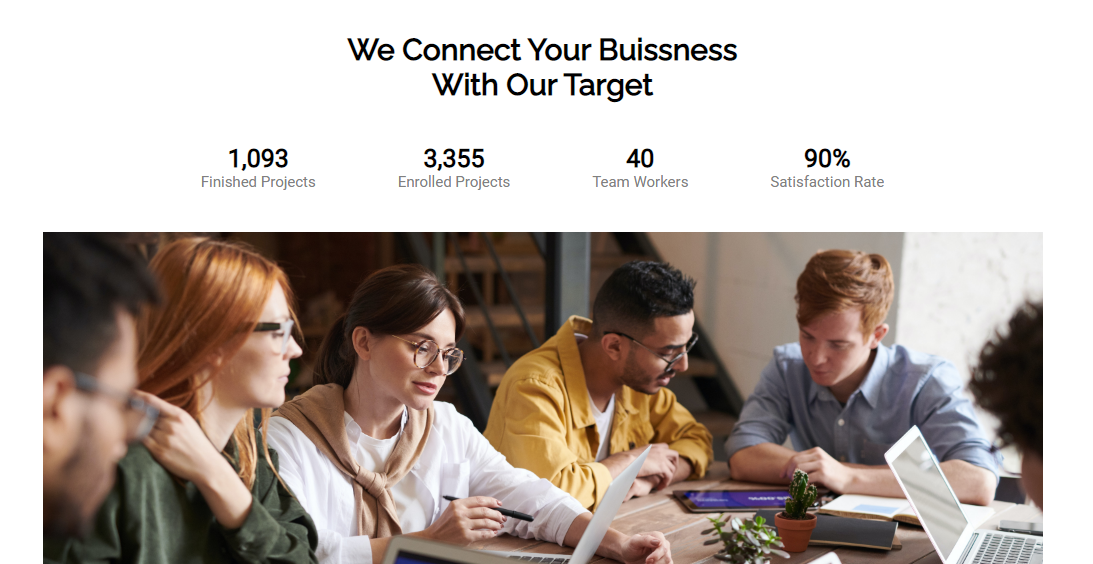 We Connect Your Buissness
With Our Target
1,093 3,355 40 90%
Finished Projects Enrolled Projects Team Workers Satisfaction Rate